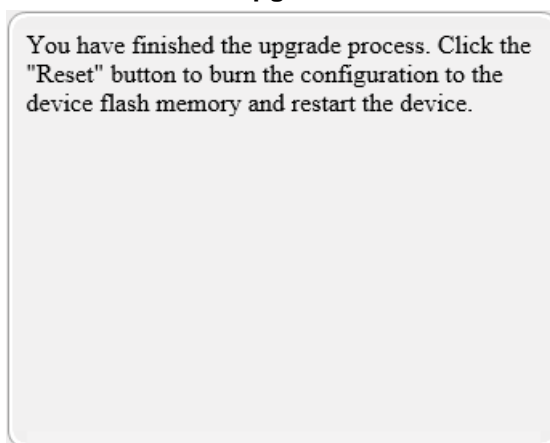 You have finished the upgrade process. Click the
"Reset" button to burn the configuration to the
device flash memory and restart the device.